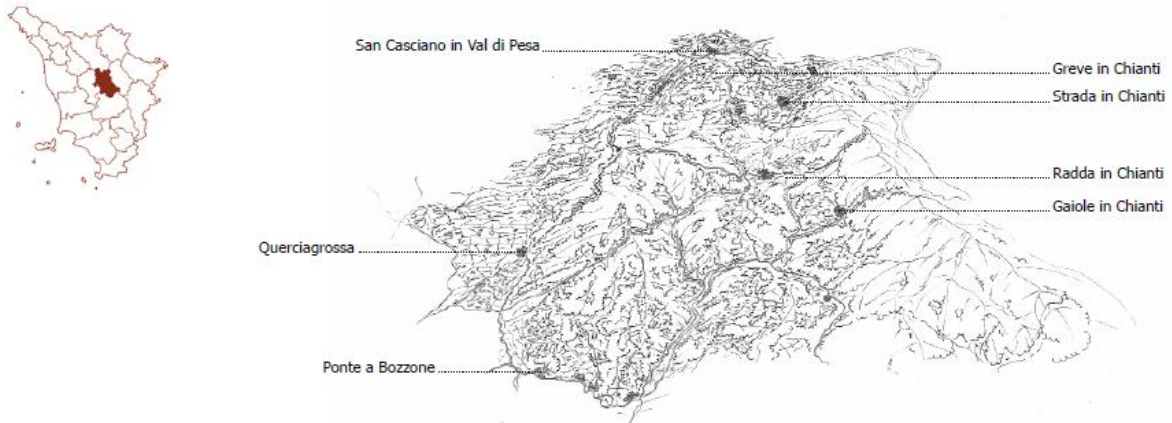 San Casciano in Val di Pesa
Greve in Chianti
Strada in Chianti
Radda in Chianti
Gaiole in Chianti
Querciagrossa
Ponte a Bozzone